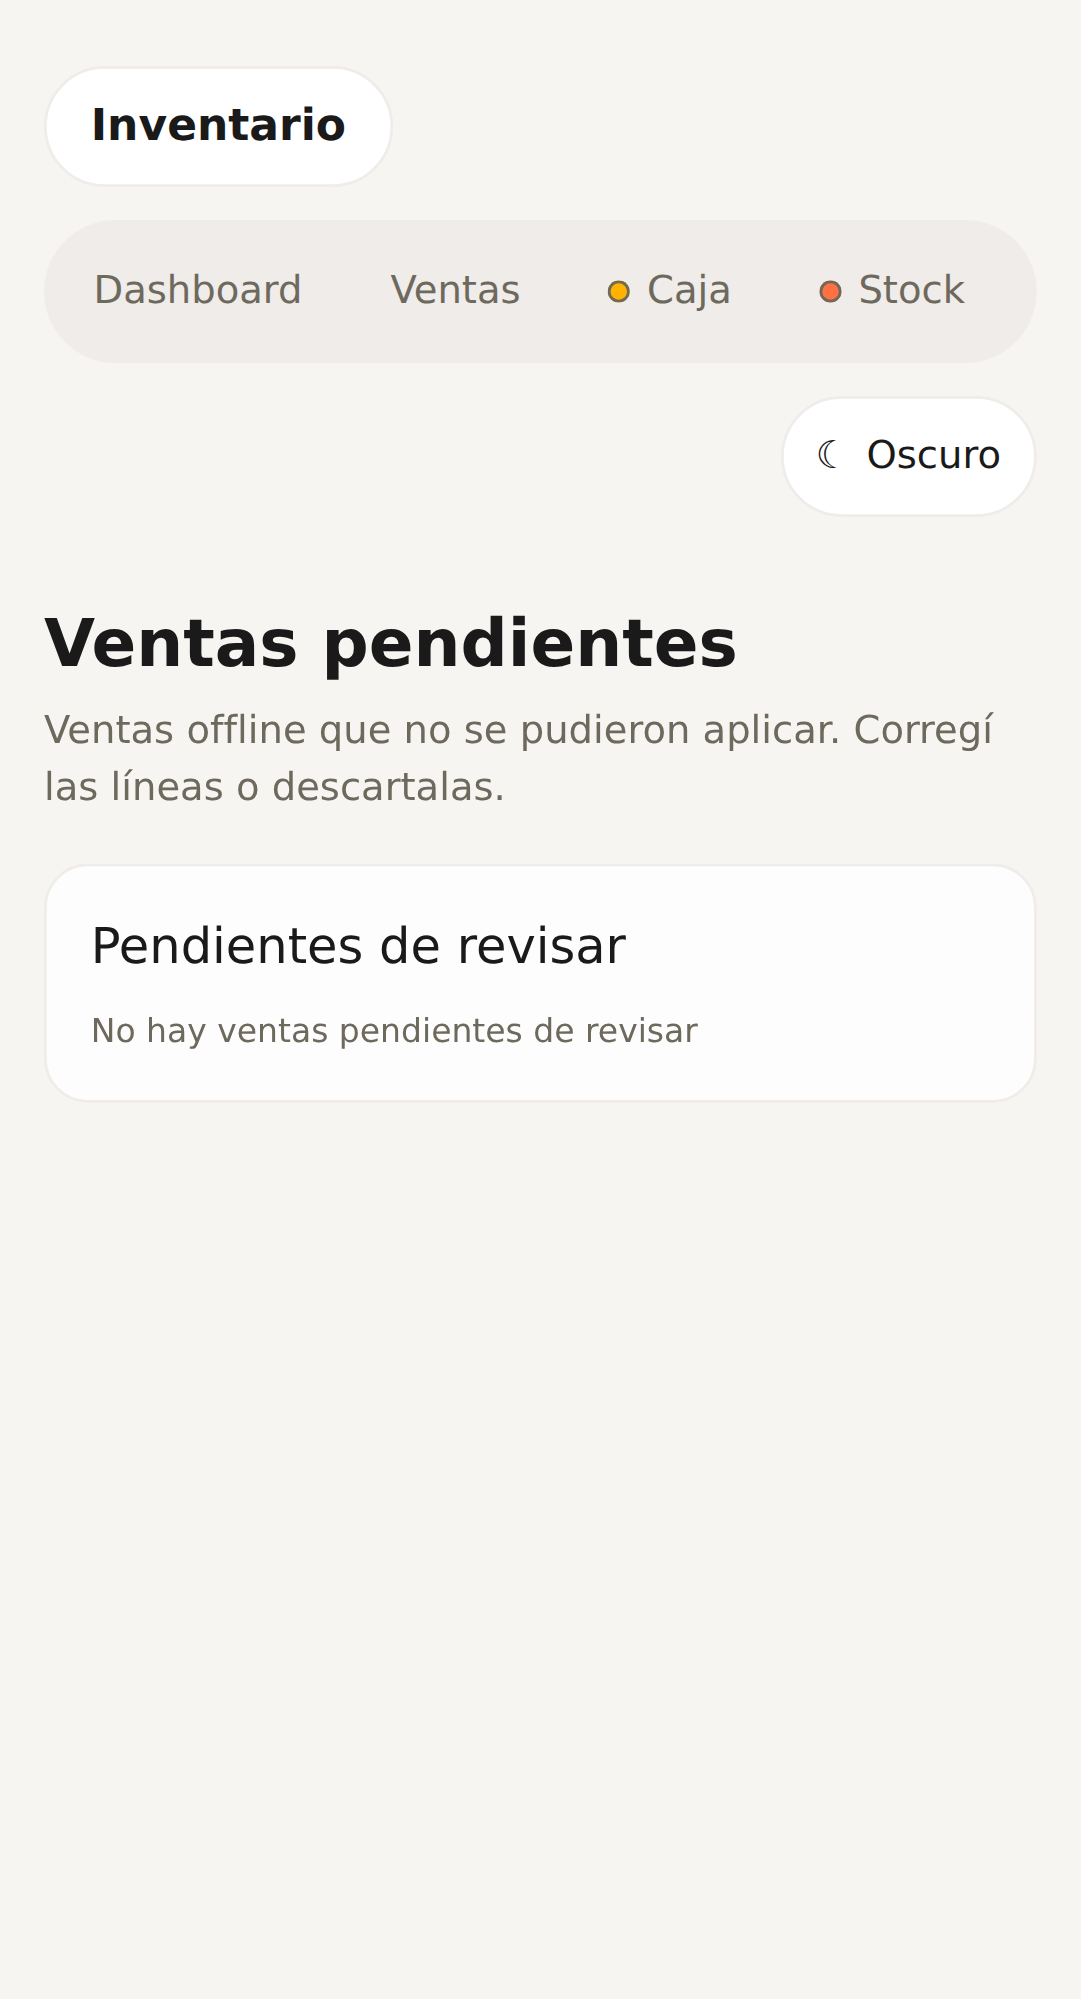 Inventario
Dashboard Ventas Caja Stock
☾ Oscuro
Ventas pendientes
Ventas offline que no se pudieron aplicar. Corregí
las líneas o descartalas.
Pendientes de revisar
No hay ventas pendientes de revisar